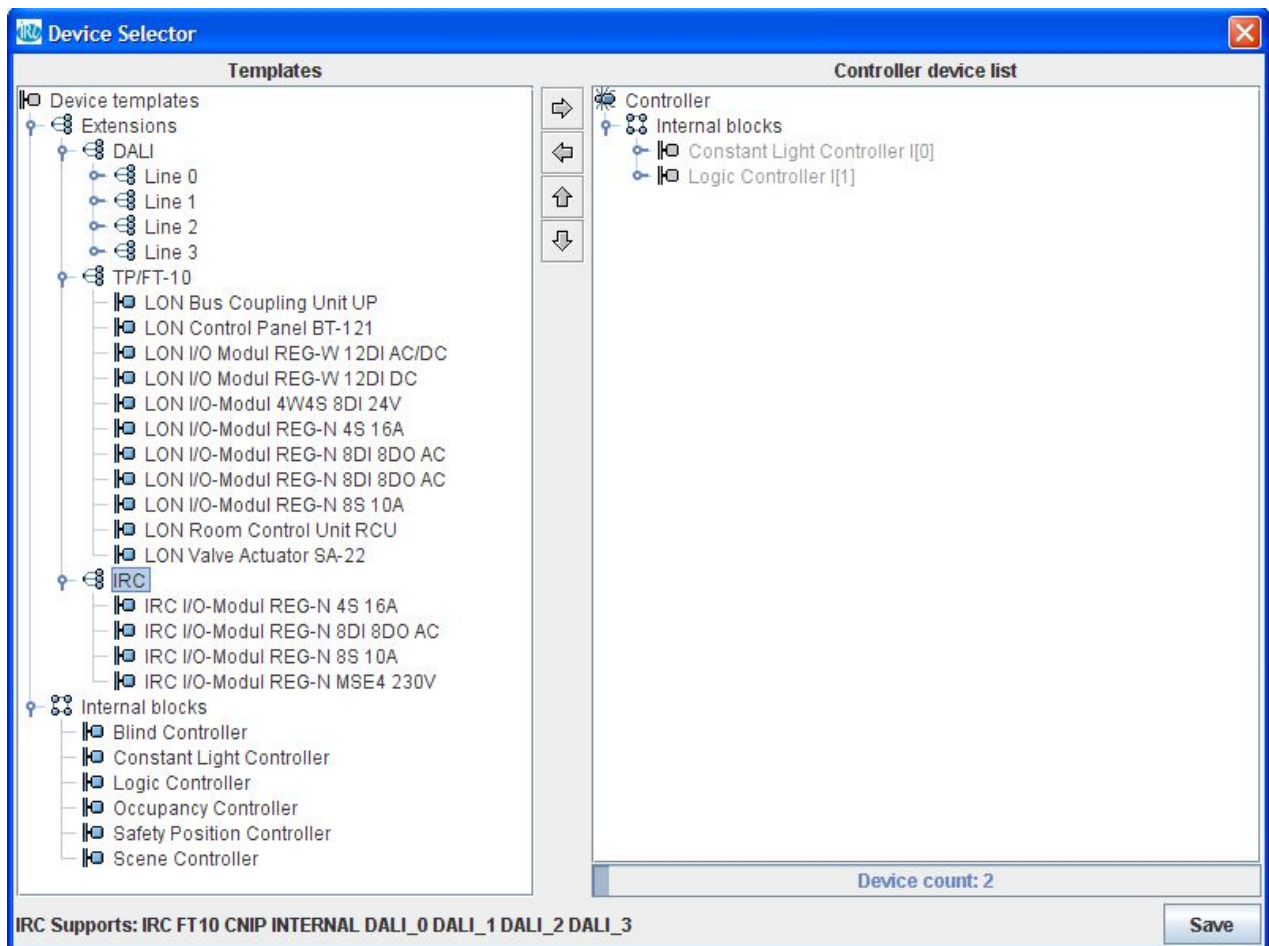 IRC Device Selector
Templates
Device templates
Extensions
DALI
Line 0
Line 1
Line 2
Line 3
TP/FT-10
LON Bus Coupling Unit UP
LON Control Panel BT-121
LON I/O Modul REG-W 12DI AC/DC
LON I/O Modul REG-W 12DI DC
LON I/O-Modul 4W4S 8DI 24V
LON I/O-Modul REG-N 4S 16A
LON I/O-Modul REG-N 8DI 8DO AC
LON I/O-Modul REG-N 8DI 8DO AC
LON I/O-Modul REG-N 8S 10A
LON Room Control Unit RCU
LON Valve Actuator SA-22
IRC
IRC I/O-Modul REG-N 4S 16A
IRC I/O-Modul REG-N 8DI 8DO AC
IRC I/O-Modul REG-N 8S 10A
IRC I/O-Modul REG-N MSE4 230V
Internal blocks
Blind Controller
Constant Light Controller
Logic Controller
Occupancy Controller
Safety Position Controller
Scene Controller
Controller device list
Controller
Internal blocks
Constant Light Controller I[0]
Logic Controller I[1]
Device count: 2
IRC Supports: IRC FT10 CNIP INTERNAL DALI_0 DALI_1 DALI_2 DALI_3
Save